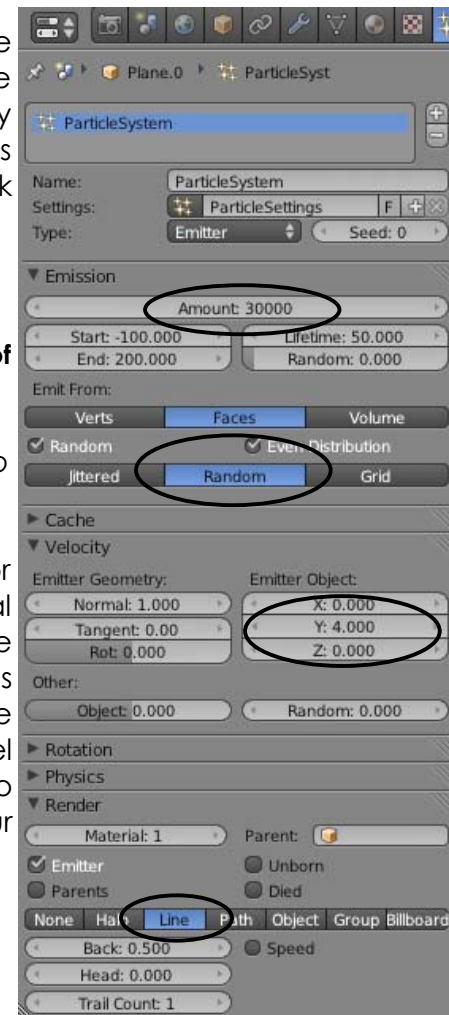 Plane.0 ParticleSyst
ParticleSystem
Name: ParticleSystem
Settings: ParticleSettings F
Type: Emitter Seed: 0
Emission
Amount: 30000
Start: -100.000 Lifetime: 50.000
End: 200.000 Random: 0.000
of
Emit From:
Verts Faces Volume
Random Even Distribution
Jittered Random Grid
Cache
Velocity
Emitter Geometry: Emitter Object:
Normal: 1.000 X: 0.000
Tangent: 0.00 Y: 4.000
Rot: 0.000 Z: 0.000
Other:
Object: 0.000 Random: 0.000
Rotation
Physics
Render
Material: 1 Parent:
Emitter Unborn
Parents Died
None Halo Line Path Object Group Billboard
Back: 0.500 Speed
Head: 0.000
Trail Count: 1